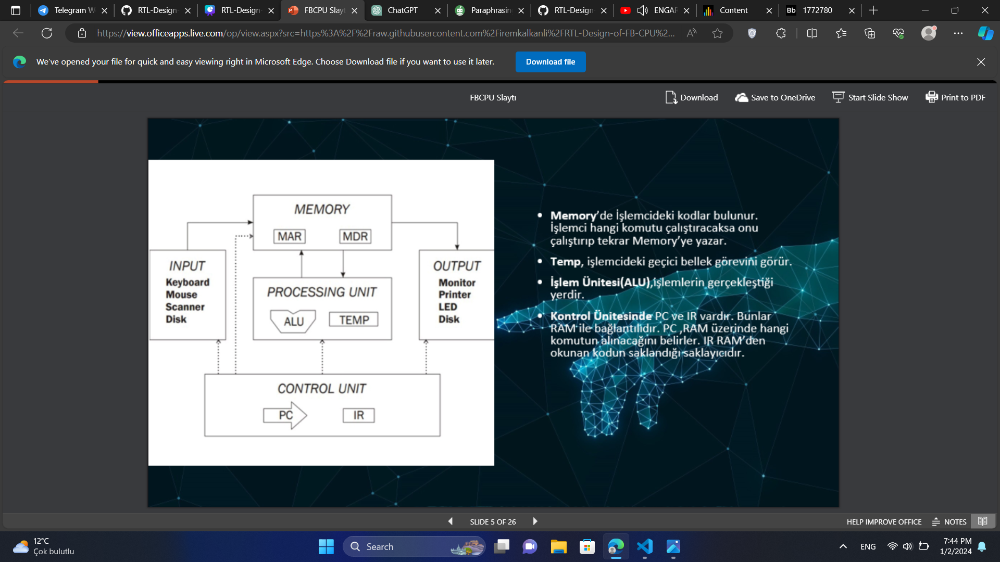 Telegram W
RTL-Design-
RTL-Design-
FBCPU Slayt
ChatGPT
Paraphrasin
RTL-Design-
ENGAR
Content
Bb 1772780
https://view.officeapps.live.com/op/view.aspx?src=https%3A%2F%2Fraw.githubusercontent.com%2Firemkalkanli%2FRTL-Design-of-FB-CPU%2...
We've opened your file for quick and easy viewing right in Microsoft Edge. Choose Download file if you want to use it later.
Download file
FBCPU Slaytı
Download
Save to OneDrive
Start Slide Show
Print to PDF
MEMORY
MAR MDR
INPUT
Keyboard
Mouse
Scanner
Disk
PROCESSING UNIT
ALU TEMP
OUTPUT
Monitor
Printer
LED
Disk
CONTROL UNIT
PC IR
• Memory'de İşlemcideki kodlar bulunur.
İşlemci hangi komutu çalıştıracaksa onu
çalıştırıp tekrar Memory'ye yazar.
• Temp, işlemcideki geçici bellek görevini görür.
• İşlem Ünitesi(ALU),işlemlerin gerçekleştiği
yerdir.
• Kontrol Ünitesinde PC ve IR vardır. Bunlar
RAM ile bağlantılıdır. PC ,RAM üzerinde hangi
komutun alınacağını belirler. IR RAM'den
okunan kodun saklandığı saklayıcıdır.
SLIDE 5 OF 26
HELP IMPROVE OFFICE
NOTES
12°C
Çok bulutlu
Search
ENG
7:44 PM
1/2/2024